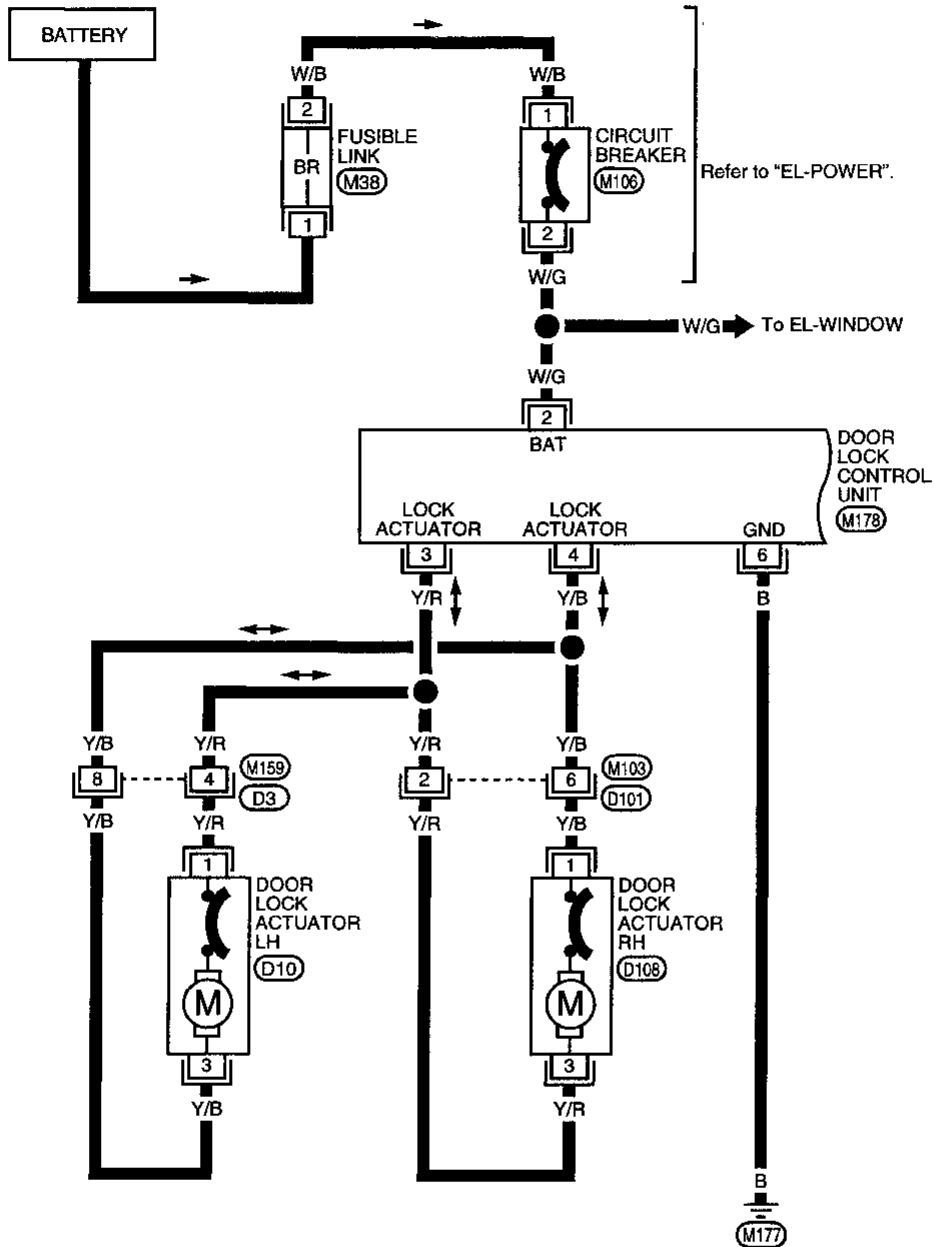 BATTERY
W/B
W/B
2
1
FUSIBLE
LINK
M38
BR
1
CIRCUIT
BREAKER
M106
2
Refer to "EL-POWER".
W/G
W/G
To EL-WINDOW
W/G
2
BAT
DOOR
LOCK
CONTROL
UNIT
M178
LOCK
ACTUATOR
LOCK
ACTUATOR
GND
3
4
6
Y/R
Y/B
B
Y/B
Y/R
Y/R
Y/B
8
4
M159
D3
2
6
M103
D101
Y/B
Y/R
Y/R
Y/B
1
1
DOOR
LOCK
ACTUATOR
LH
D10
DOOR
LOCK
ACTUATOR
RH
D108
M
M
3
3
Y/B
Y/R
B
M177